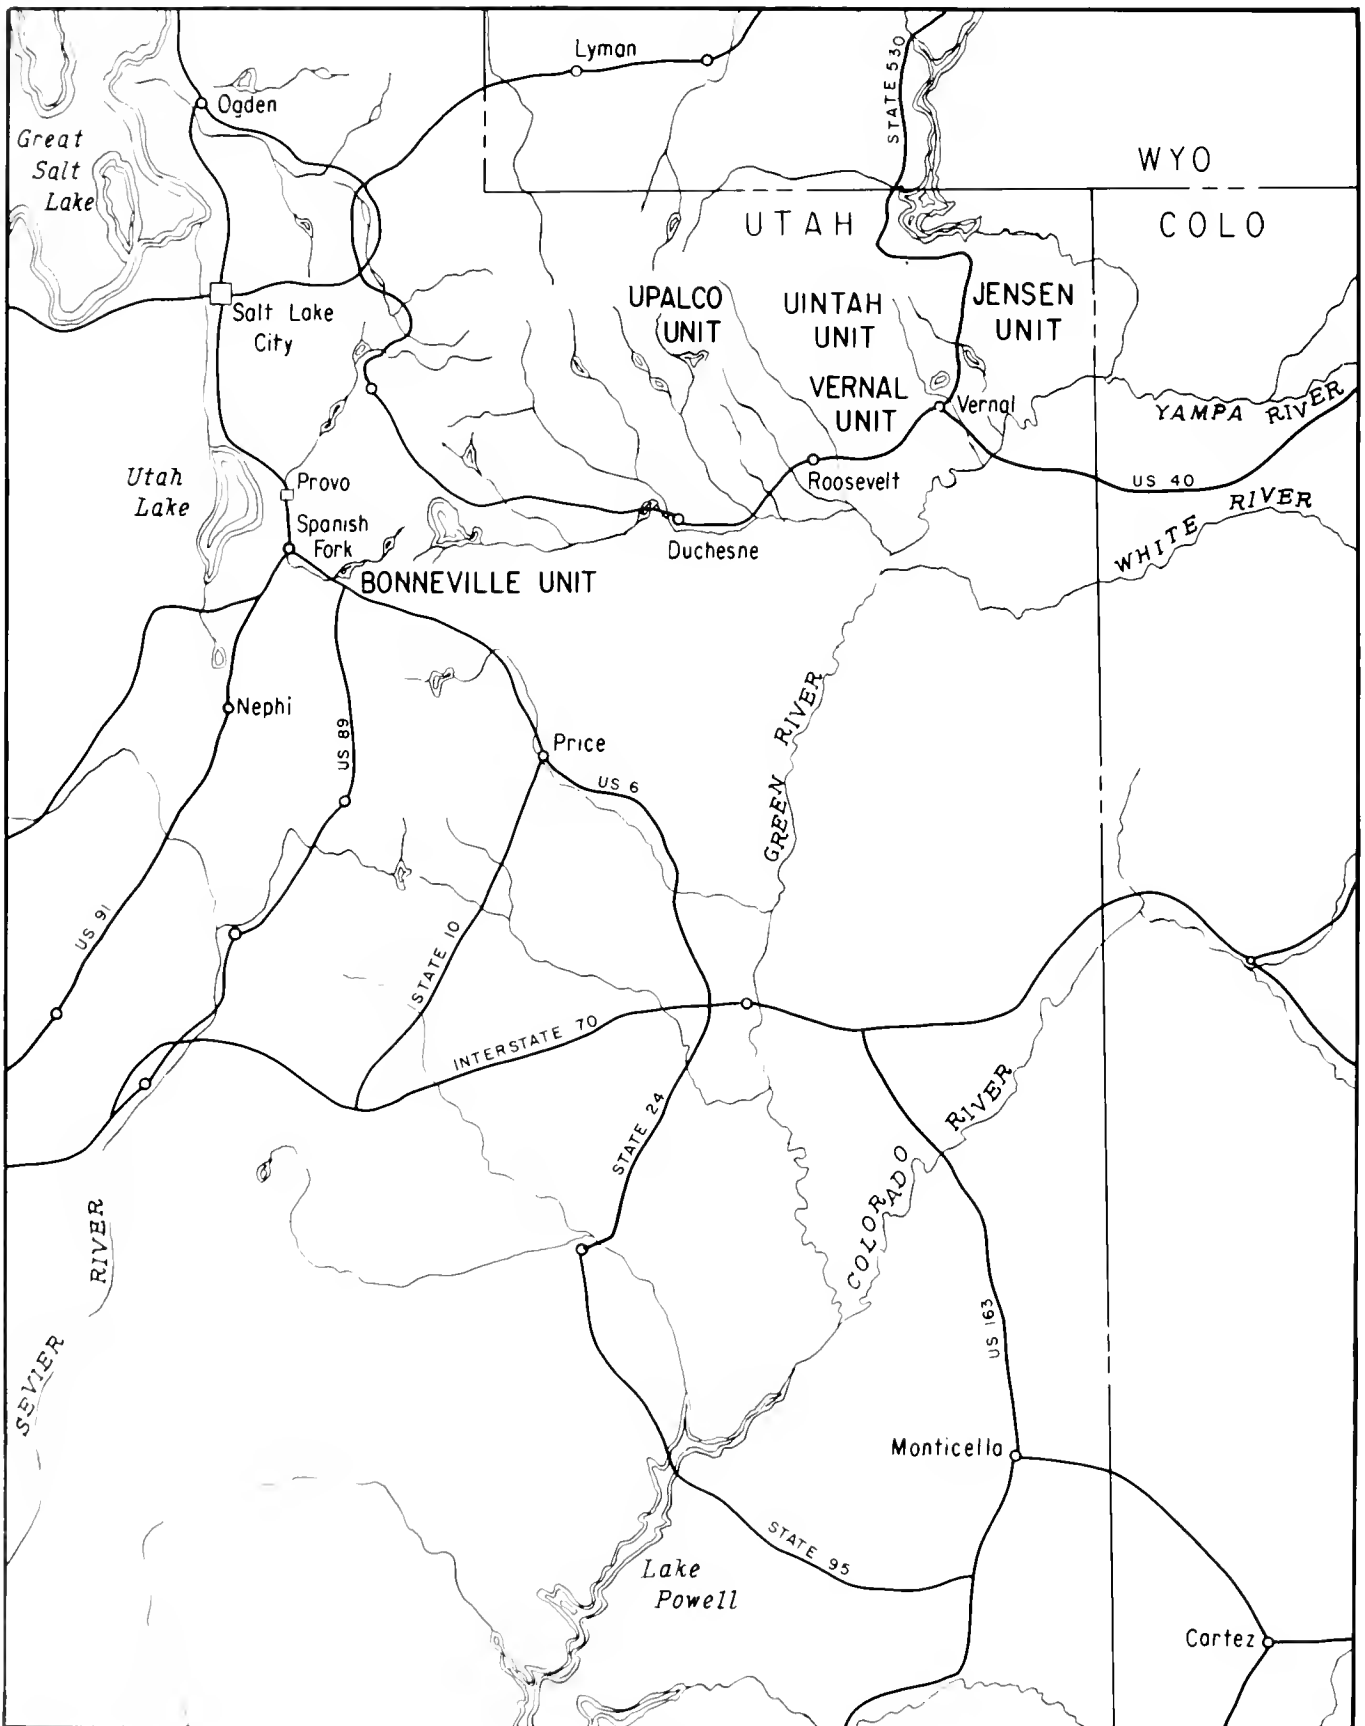 Lyman
STATE 530
Ogden
Great
Salt
Lake
WYO
UTAH
COLO
Salt Lake
City
UPALCO
UNIT
UINTAH
UNIT
JENSEN
UNIT
VERNAL
UNIT
Vernal
YAMPA RIVER
Utah
Lake
Provo
Roosevelt
US 40
Spanish
Fork
Duchesne
WHITE RIVER
BONNEVILLE UNIT
Nephi
US 89
Price
US 6
GREEN RIVER
US 91
STATE 10
INTERSTATE 70
STATE 24
COLORADO RIVER
SEVIER RIVER
US 163
Monticello
STATE 95
Lake
Powell
Cortez